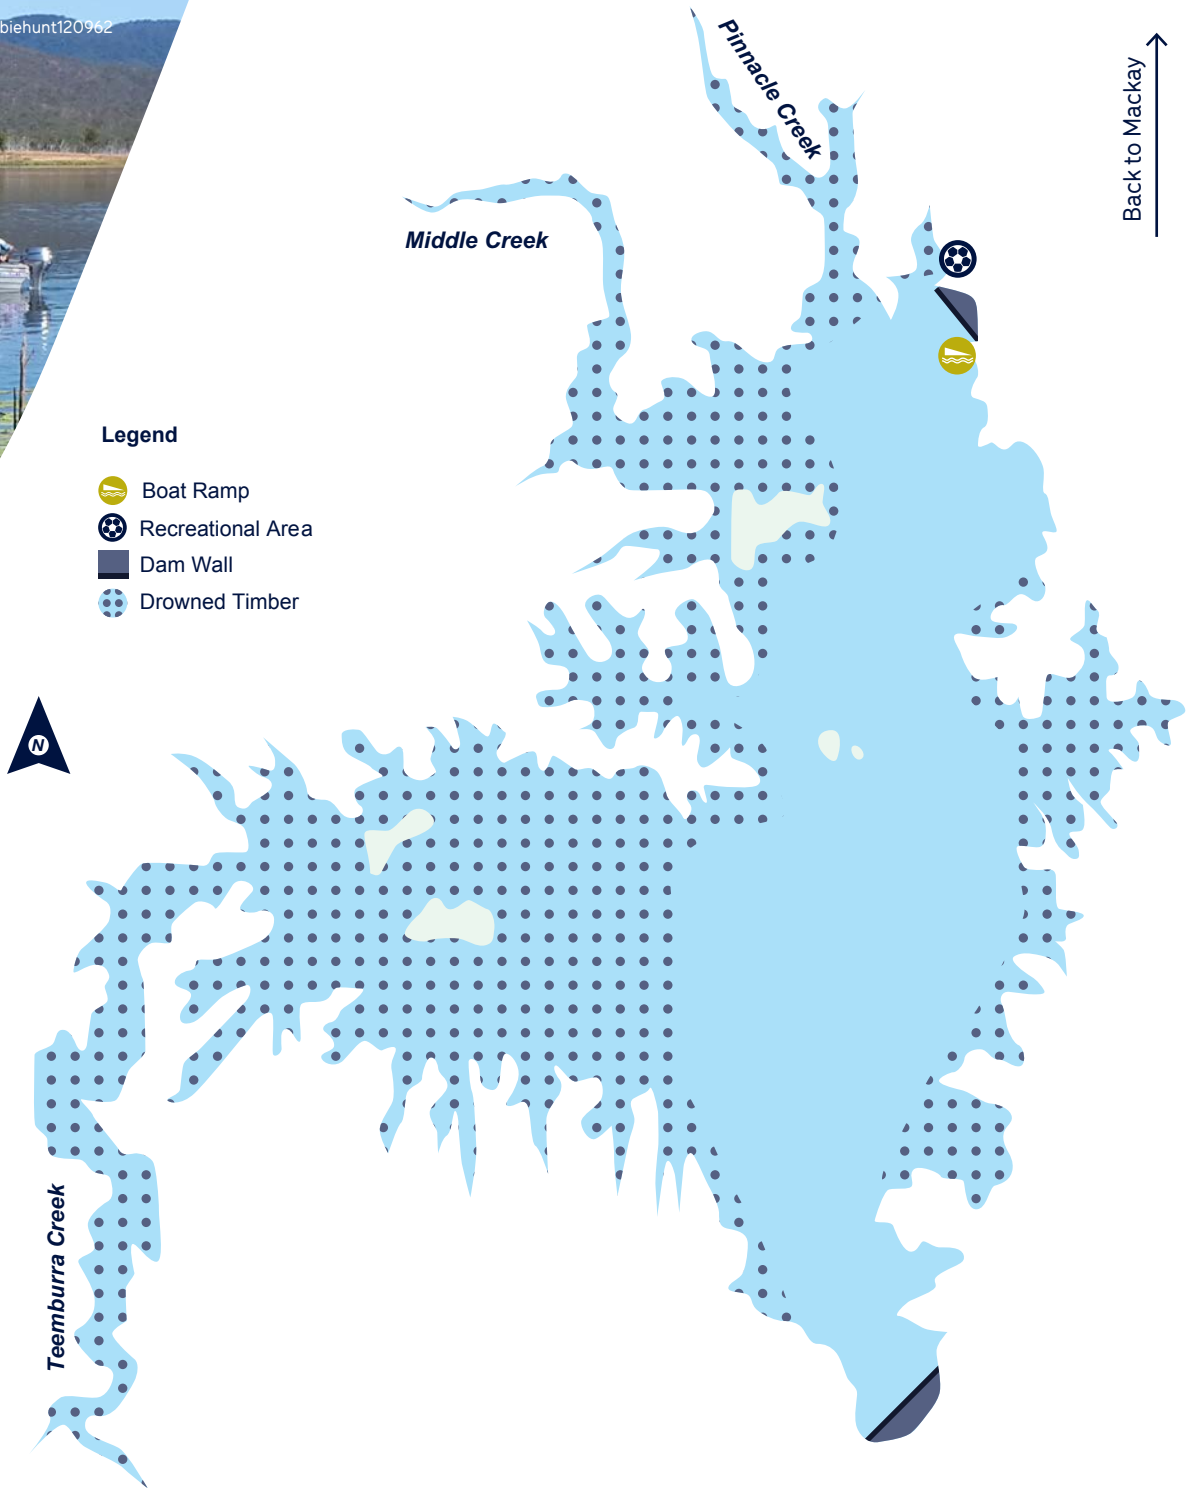 biehunt120962
Pinnacle Creek
Back to Mackay
Middle Creek
Legend
Boat Ramp
Recreational Area
Dam Wall
Drowned Timber
N
Teemburra Creek